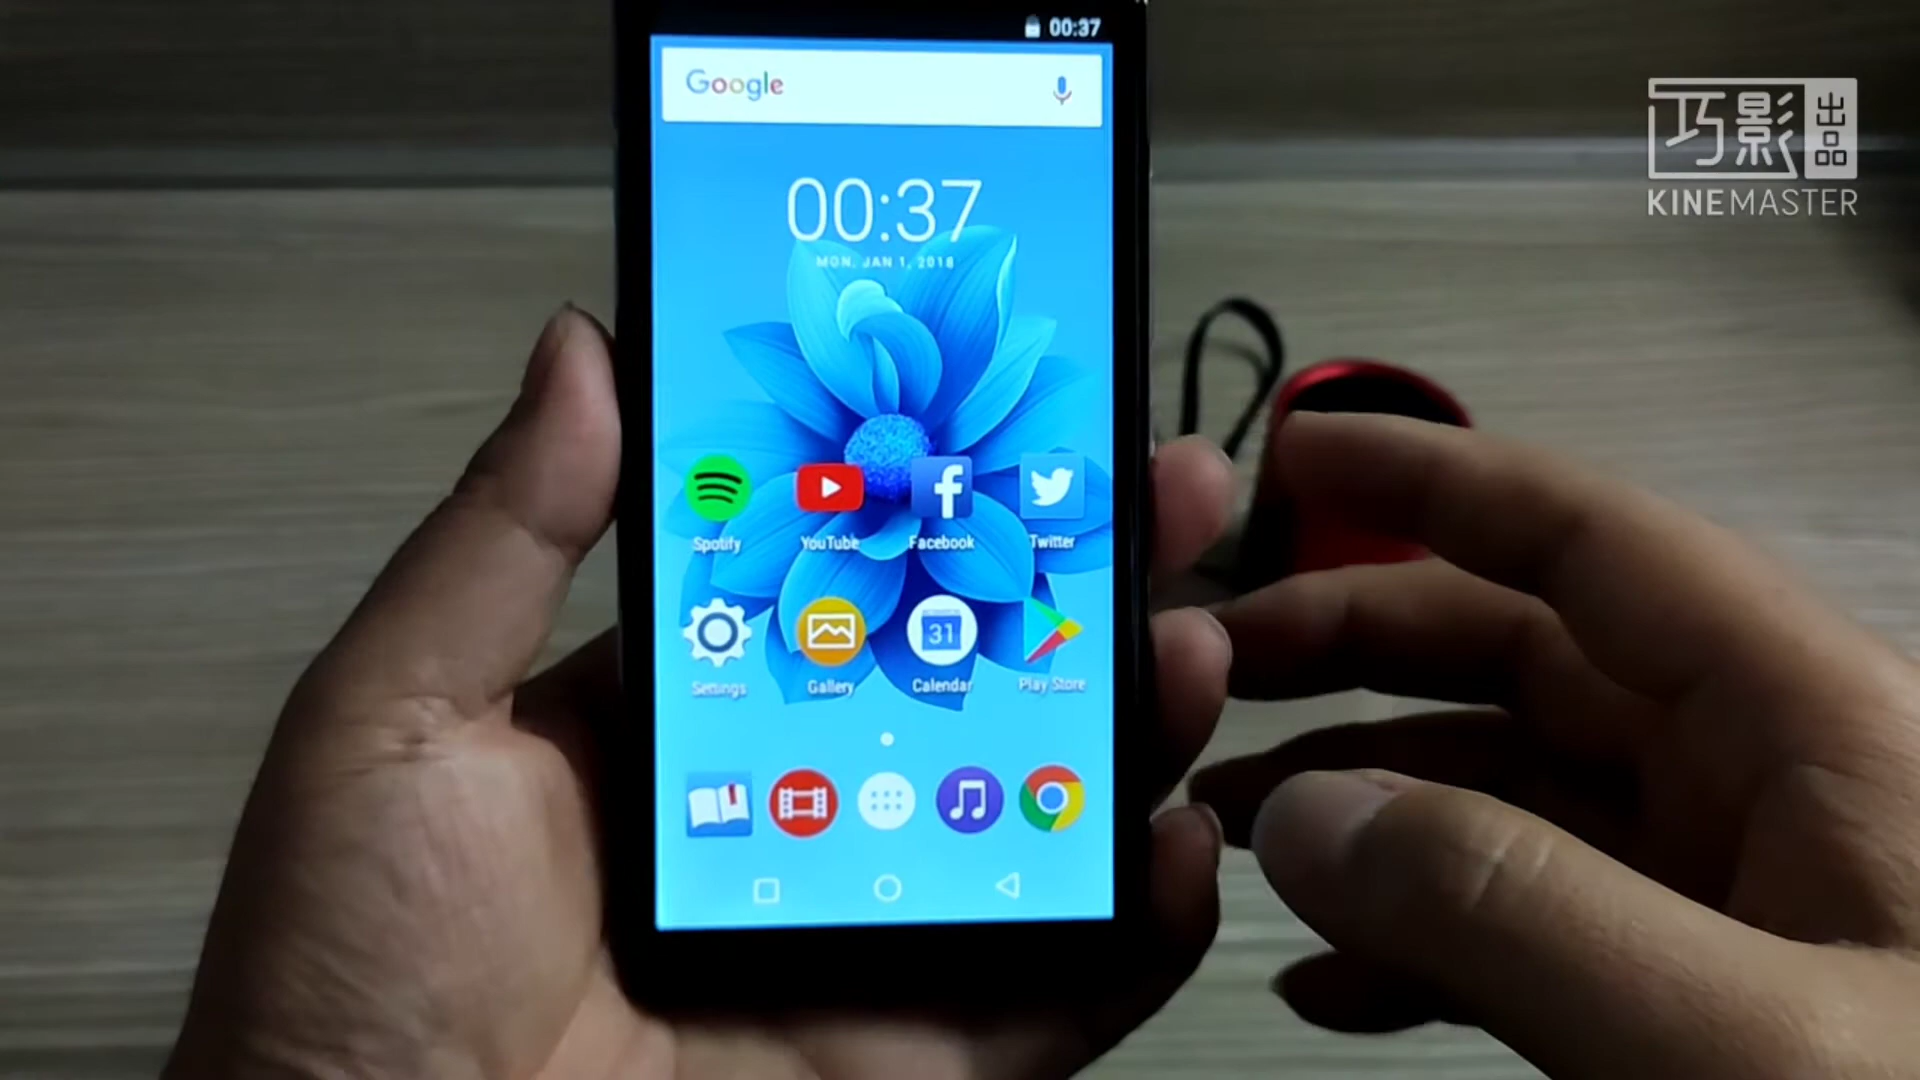 00:37
Google
00:37
MON, JAN 1, 2018
Spotify
YouTube
Facebook
Twitter
31
Settings
Gallery
Calendar
Play Store
巧影
出品
KINEMASTER